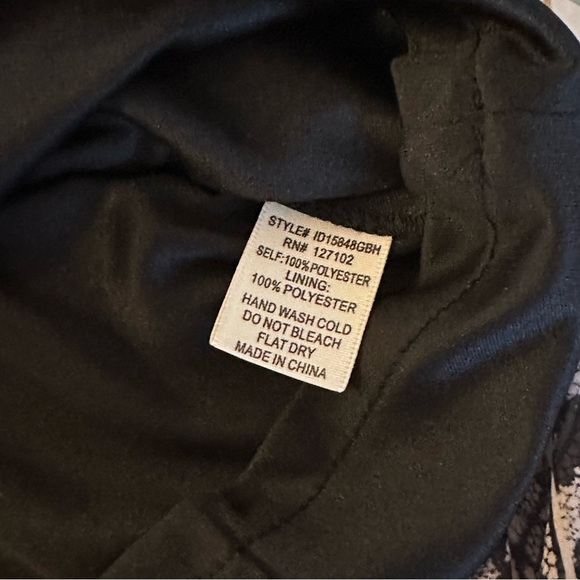 STYLE# ID15848GBH
RN# 127102
SELF:100%POLYESTER
LINING:
100% POLYESTER
HAND WASH COLD
DO NOT BLEACH
FLAT DRY
MADE IN CHINA